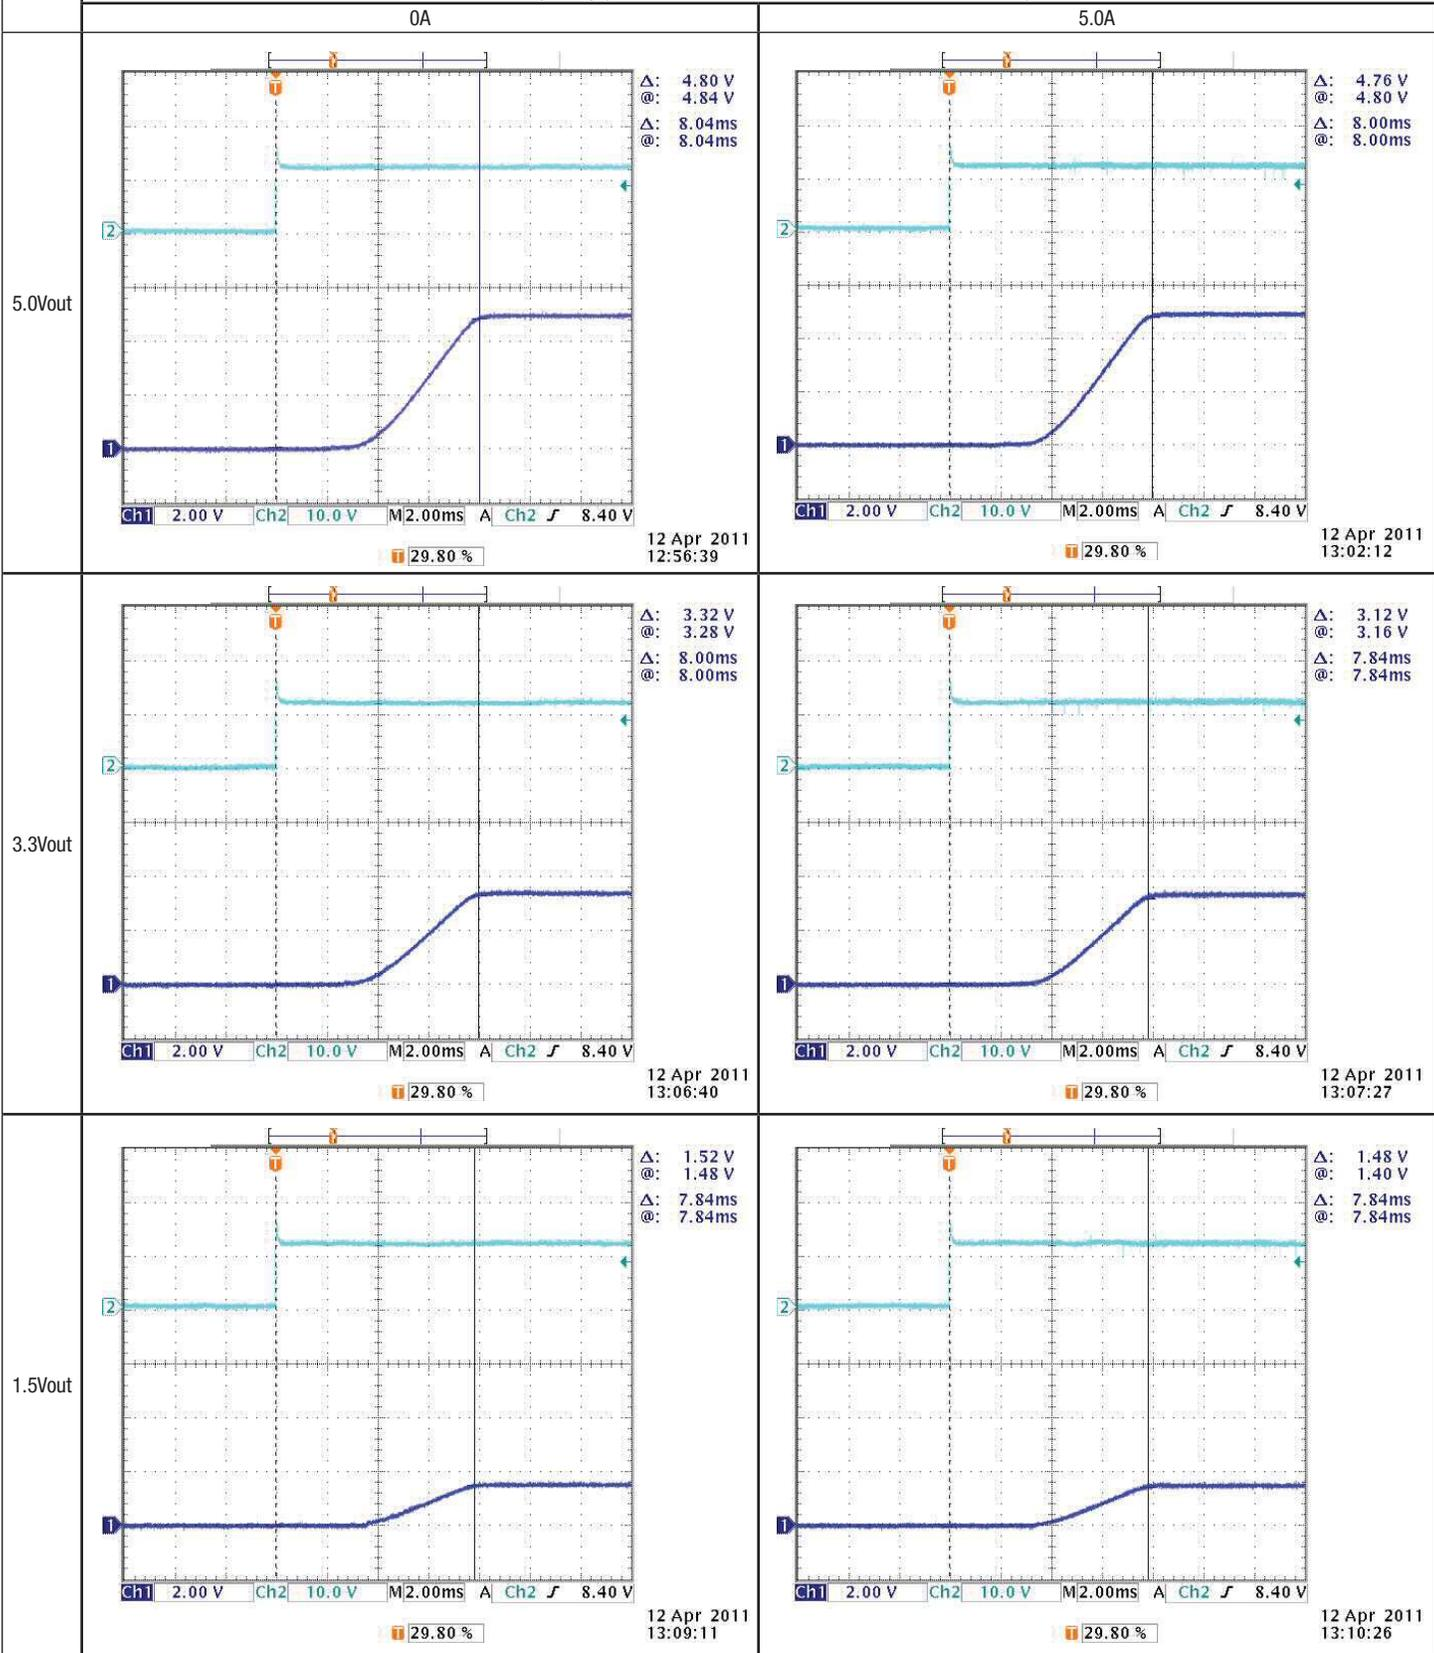 0A
5.0A
5.0Vout
T
Δ: 4.80 V
@: 4.84 V
Δ: 8.04ms
@: 8.04ms
2
1
Ch1 2.00 V Ch2 10.0 V M 2.00ms A Ch2 8.40 V
12 Apr 2011
T 29.80 % 12:56:39
T
Δ: 4.76 V
@: 4.80 V
Δ: 8.00ms
@: 8.00ms
2
1
Ch1 2.00 V Ch2 10.0 V M 2.00ms A Ch2 8.40 V
12 Apr 2011
T 29.80 % 13:02:12
3.3Vout
T
Δ: 3.32 V
@: 3.28 V
Δ: 8.00ms
@: 8.00ms
2
1
Ch1 2.00 V Ch2 10.0 V M 2.00ms A Ch2 8.40 V
12 Apr 2011
T 29.80 % 13:06:40
T
Δ: 3.12 V
@: 3.16 V
Δ: 7.84ms
@: 7.84ms
2
1
Ch1 2.00 V Ch2 10.0 V M 2.00ms A Ch2 8.40 V
12 Apr 2011
T 29.80 % 13:07:27
1.5Vout
T
Δ: 1.52 V
@: 1.48 V
Δ: 7.84ms
@: 7.84ms
2
1
Ch1 2.00 V Ch2 10.0 V M 2.00ms A Ch2 8.40 V
12 Apr 2011
T 29.80 % 13:09:11
T
Δ: 1.48 V
@: 1.40 V
Δ: 7.84ms
@: 7.84ms
2
1
Ch1 2.00 V Ch2 10.0 V M 2.00ms A Ch2 8.40 V
12 Apr 2011
T 29.80 % 13:10:26